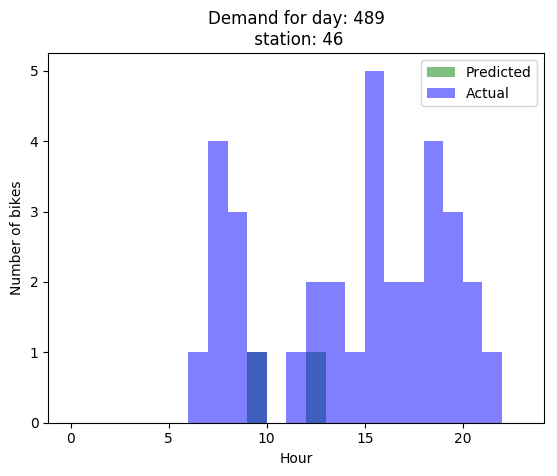 Demand for day: 489
station: 46
Predicted
Actual
Number of bikes
5
4
3
2
1
0
0
5
10
15
20
Hour